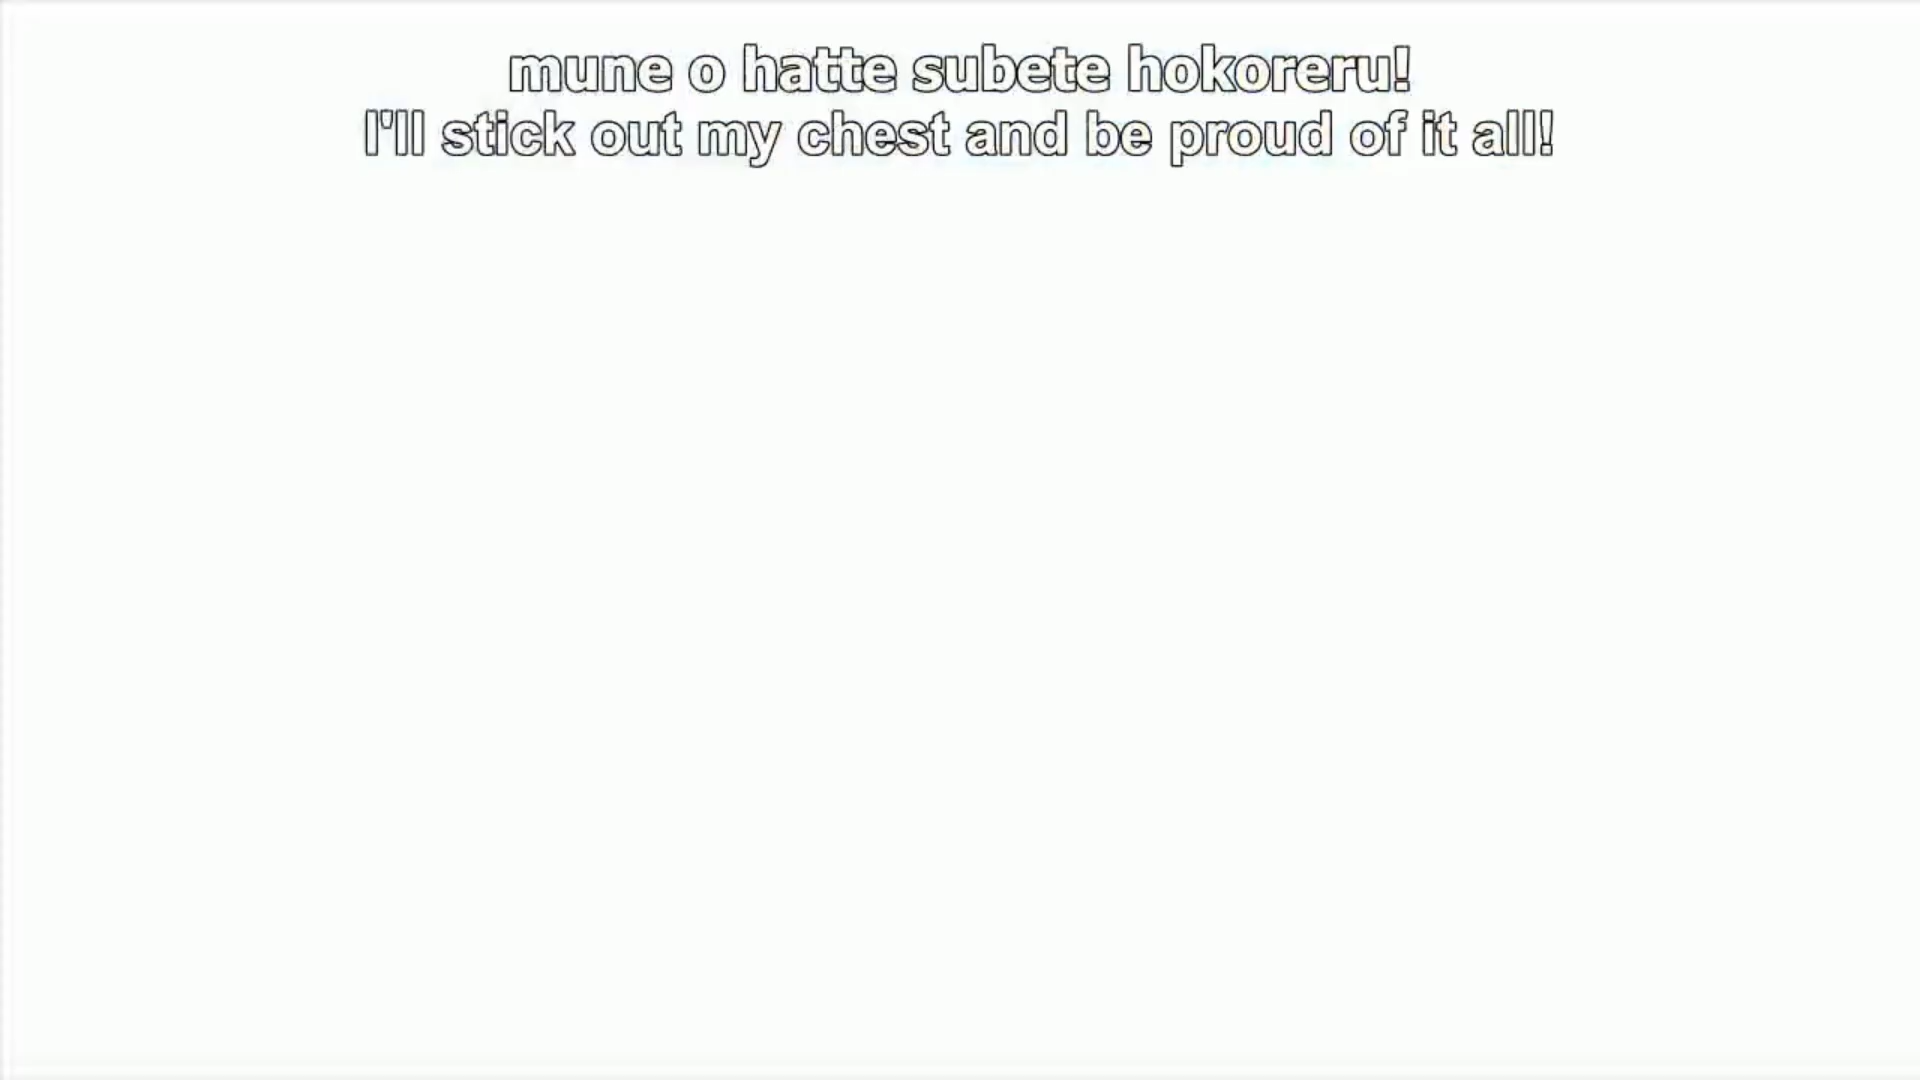 mune o hatte subete hokoreru!
I'll stick out my chest and be proud of it all!